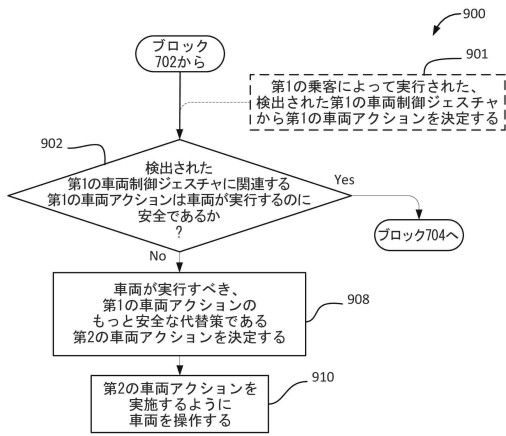 900
ブロック
702から
901
第1の乗客によって実行された、
検出された第1の車両制御ジェスチャ
から第1の車両アクションを決定する
902
検出された
第1の車両制御ジェスチャに関連する
第1の車両アクションは車両が実行するのに
安全であるか
?
Yes
ブロック704へ
No
車両が実行すべき、
第1の車両アクションの
もっと安全な代替策である
第2の車両アクションを決定する
908
第2の車両アクションを
実施するように
車両を操作する
910